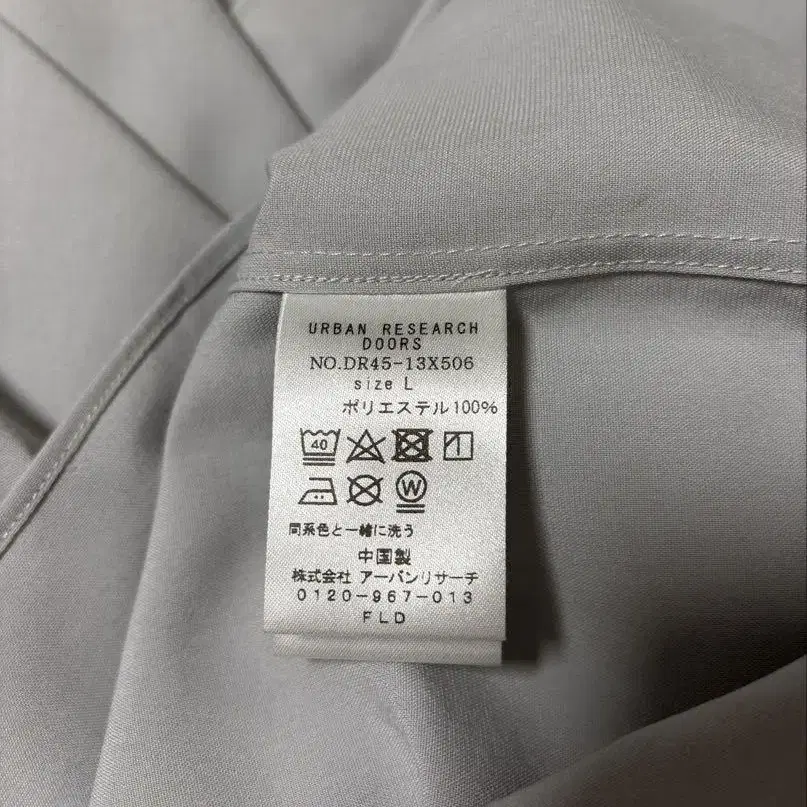 URBAN RESEARCH
DOORS
NO.DR45-13X506
size L
ポリエステル100%
40
W
同系色と一緒に洗う
中国製
株式会社 アーバンリサーチ
0120-967-013
FLD